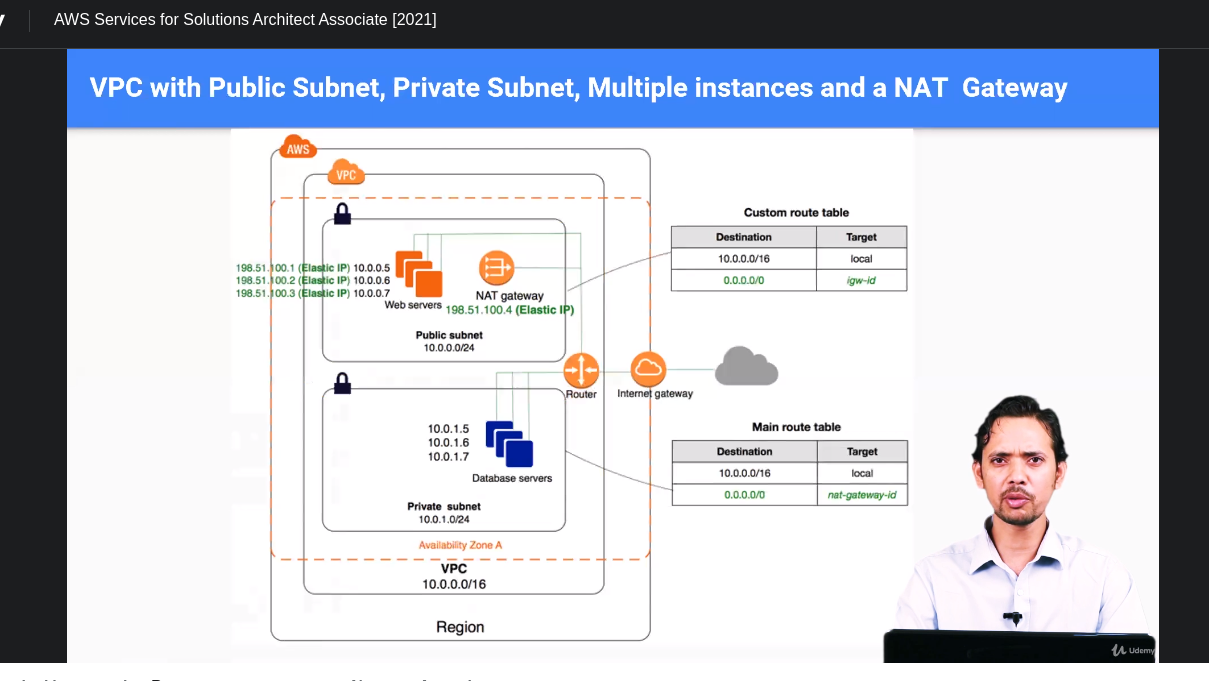 AWS Services for Solutions Architect Associate [2021]
VPC with Public Subnet, Private Subnet, Multiple instances and a NAT Gateway
AWS
VPC
198.51.100.1 (Elastic IP) 10.0.0.5
198.51.100.2 (Elastic IP) 10.0.0.6
198.51.100.3 (Elastic IP) 10.0.0.7
Web servers
NAT gateway
198.51.100.4 (Elastic IP)
Public subnet
10.0.0.0/24
Custom route table
Destination Target
10.0.0.0/16 local
0.0.0.0/0 igw-id
Router
Internet gateway
10.0.1.5
10.0.1.6
10.0.1.7
Database servers
Private subnet
10.0.1.0/24
Main route table
Destination Target
10.0.0.0/16 local
0.0.0.0/0 nat-gateway-id
Availability Zone A
VPC
10.0.0.0/16
Region
Udemy